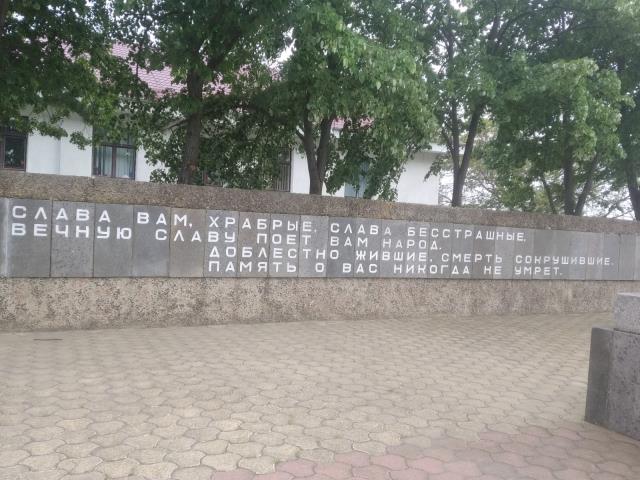 СЛАВА ВАМ, ХРАБРЫЕ, СЛАВА БЕССТРАШНЫЕ,
ВЕЧНУЮ СЛАВУ ПОЕТ ВАМ НАРОД.
ДОБЛЕСТНО ЖИВШИЕ, СМЕРТЬ СОКРУШИВШИЕ.
ПАМЯТЬ О ВАС НИКОГДА НЕ УМРЕТ.